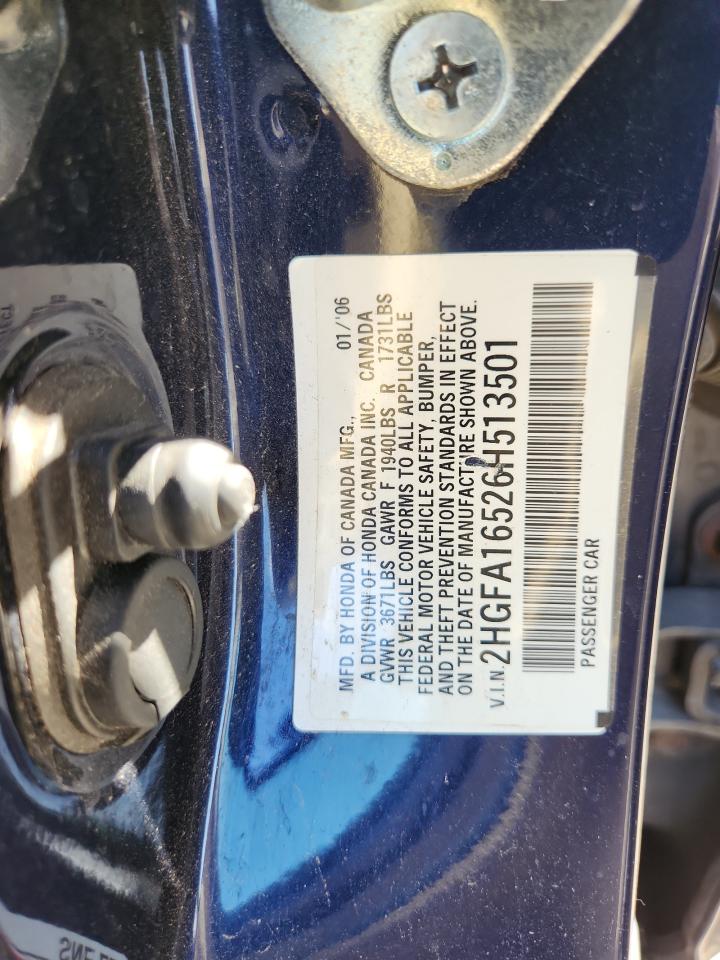 MFD. BY HONDA OF CANADA MFG., 01/'06
A DIVISION OF HONDA CANADA INC. CANADA
GVWR 3671LBS GAWR F 1940LBS R 1731LBS
THIS VEHICLE CONFORMS TO ALL APPLICABLE
FEDERAL MOTOR VEHICLE SAFETY, BUMPER,
AND THEFT PREVENTION STANDARDS IN EFFECT
ON THE DATE OF MANUFACTURE SHOWN ABOVE.
V.I.N. 2HGFA16526H513501
PASSENGER CAR